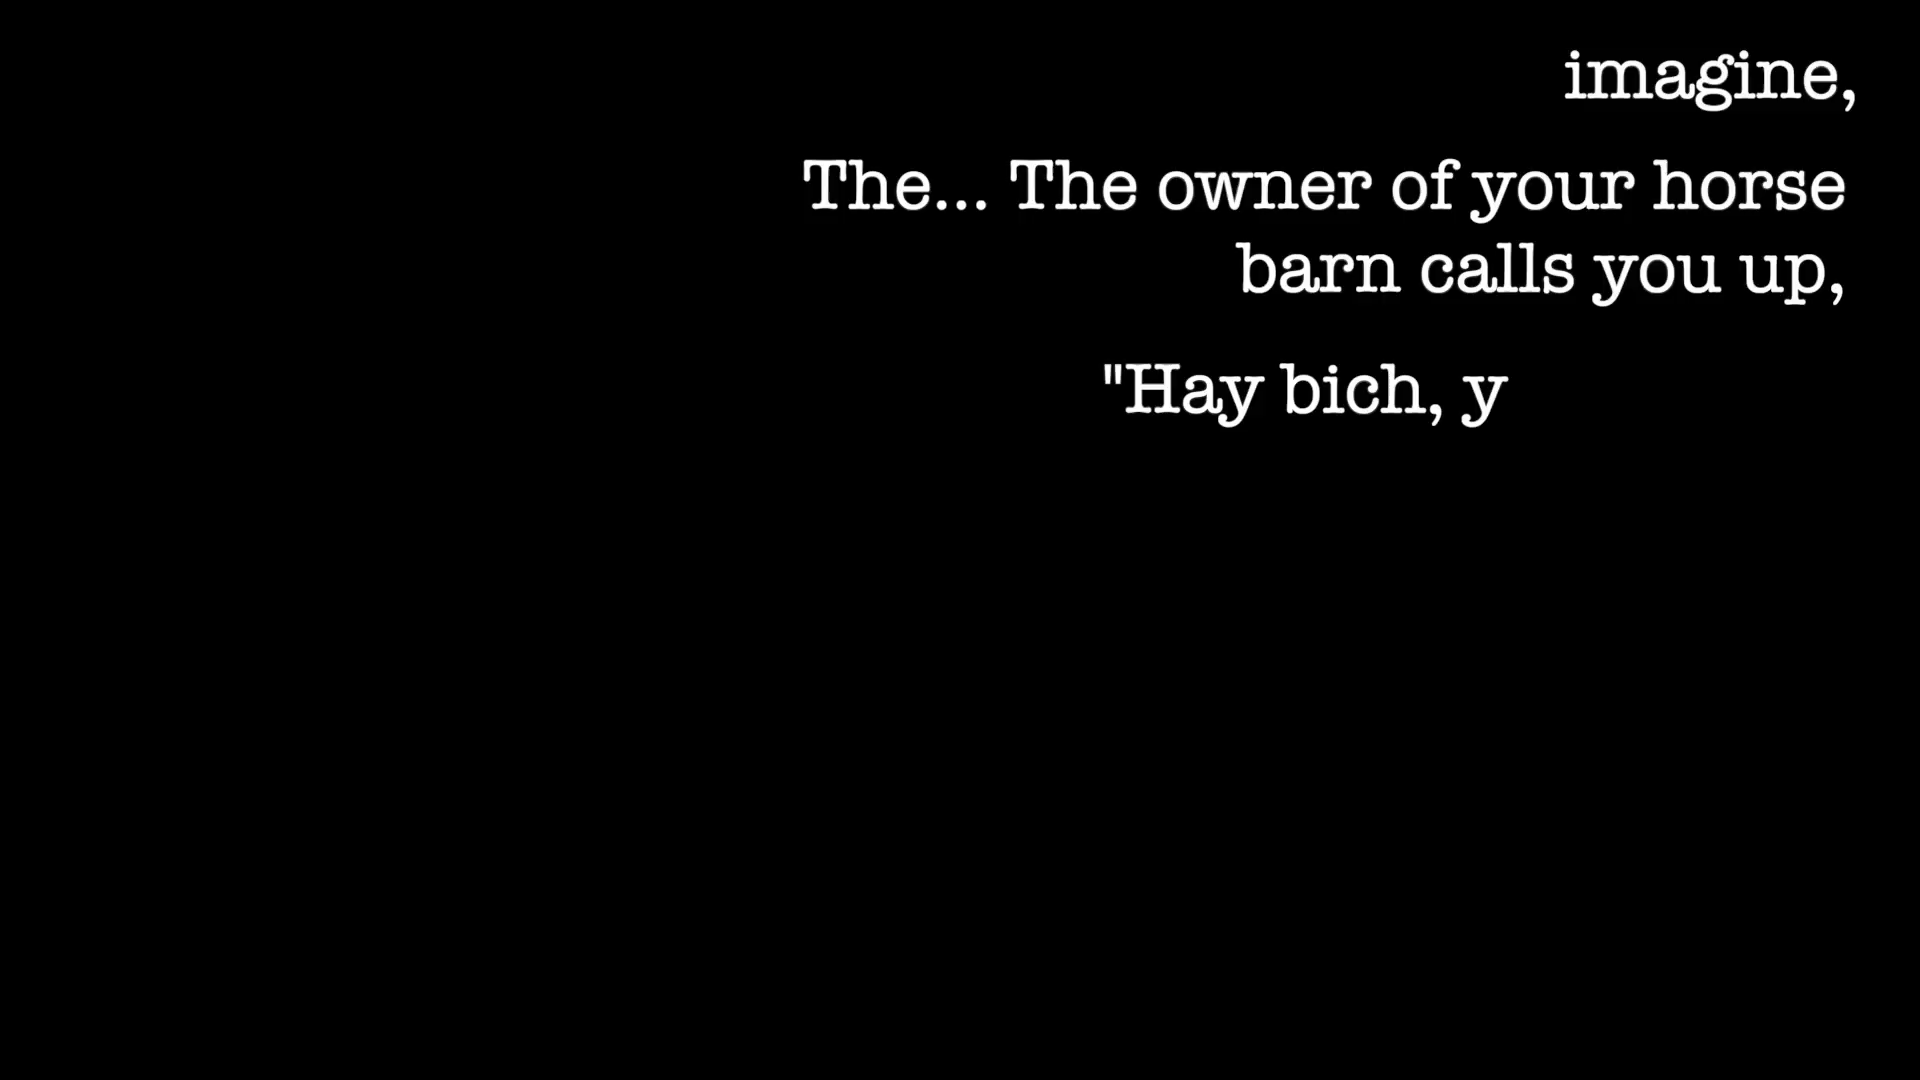 imagine,
The... The owner of your horse
barn calls you up,
"Hay bich, y